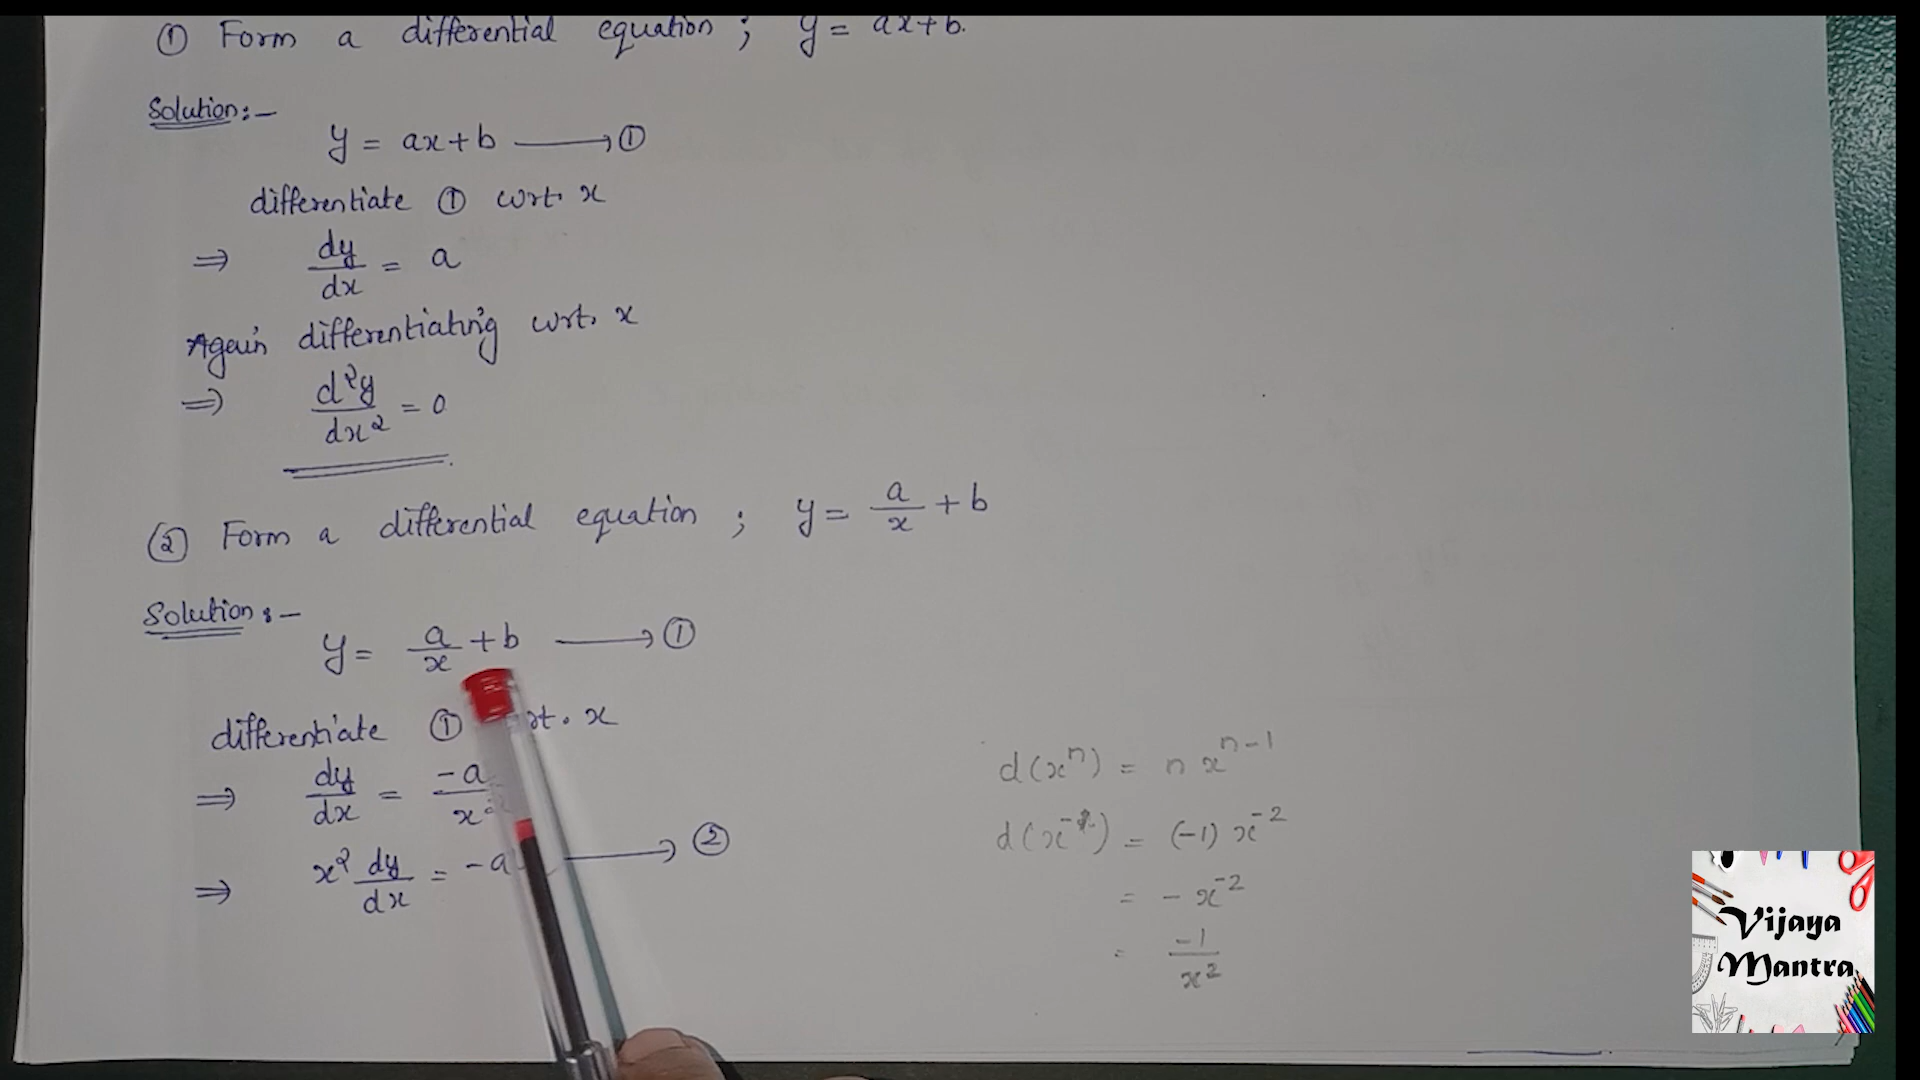 ① Form a differential equation ; y = ax+b.
Solution:-
y = ax+b ⟶ ①
differentiate ① wrt. x
⇒ dy/dx = a
Again differentiating wrt. x
⇒ d²y/dx² = 0
② Form a differential equation ; y = a/x + b
Solution:-
y = a/x + b ⟶ ①
differentiate ① x
⇒ dy/dx = -a/x²
⇒ x² dy/dx = -a ⟶ ②
d(xⁿ) = n xⁿ⁻¹
d(x⁻¹) = (-1) x⁻²
= - x⁻²
= -1/x²
Vijaya
Mantra